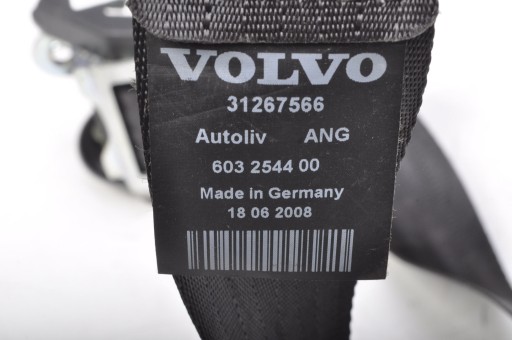 VOLVO
31267566
Autoliv ANG
603 2544 00
Made in Germany
18 06 2008